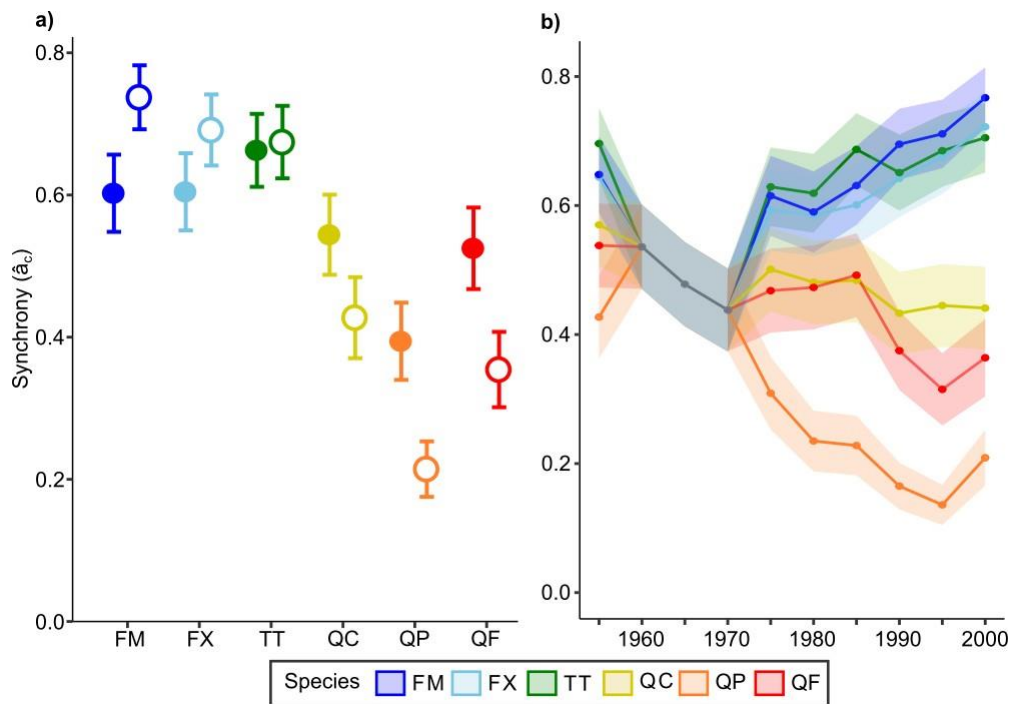 a)
Synchrony (âc)
0.8
0.6
0.4
0.2
0.0
FM FX TT QC QP QF
b)
0.8
0.6
0.4
0.2
0.0
1960 1970 1980 1990 2000
Species FM FX TT QC QP QF